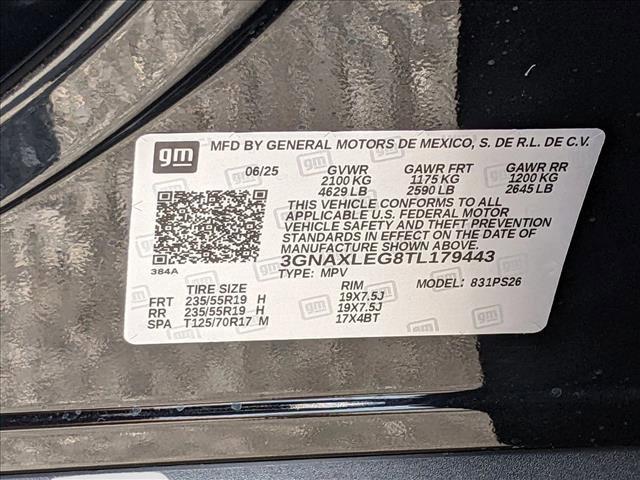 gm MFD BY GENERAL MOTORS DE MEXICO, S. DE R.L. DE C.V.
06/25 GVWR GAWR FRT GAWR RR
2100 KG 1175 KG 1200 KG
4629 LB 2590 LB 2645 LB
THIS VEHICLE CONFORMS TO ALL
APPLICABLE U.S. FEDERAL MOTOR
VEHICLE SAFETY AND THEFT PREVENTION
STANDARDS IN EFFECT ON THE DATE OF
MANUFACTURE SHOWN ABOVE.
384A 3GNAXLEG8TL179443
TYPE: MPV MODEL: 831PS26
TIRE SIZE RIM
FRT 235/55R19 H 19X7.5J
RR 235/55R19 H 19X7.5J
SPA T125/70R17 M 17X4BT